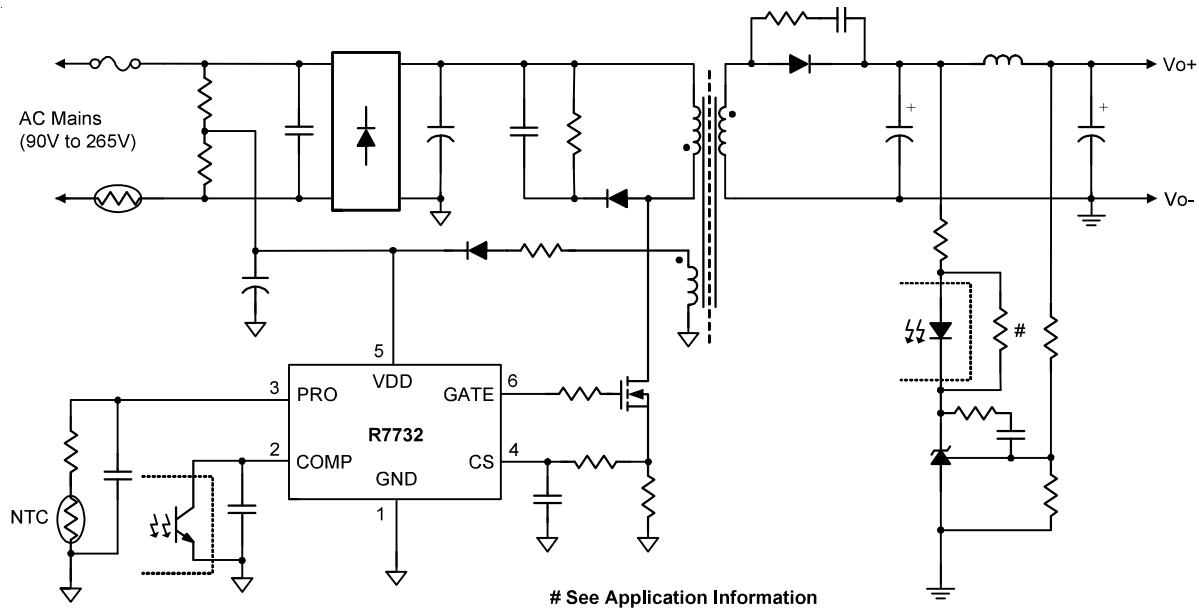 Vo+
AC Mains
(90V to 265V)
+
+
Vo-
#
5
3
PRO
VDD
GATE
6
R7732
2
COMP
CS
4
GND
1
NTC
# See Application Information